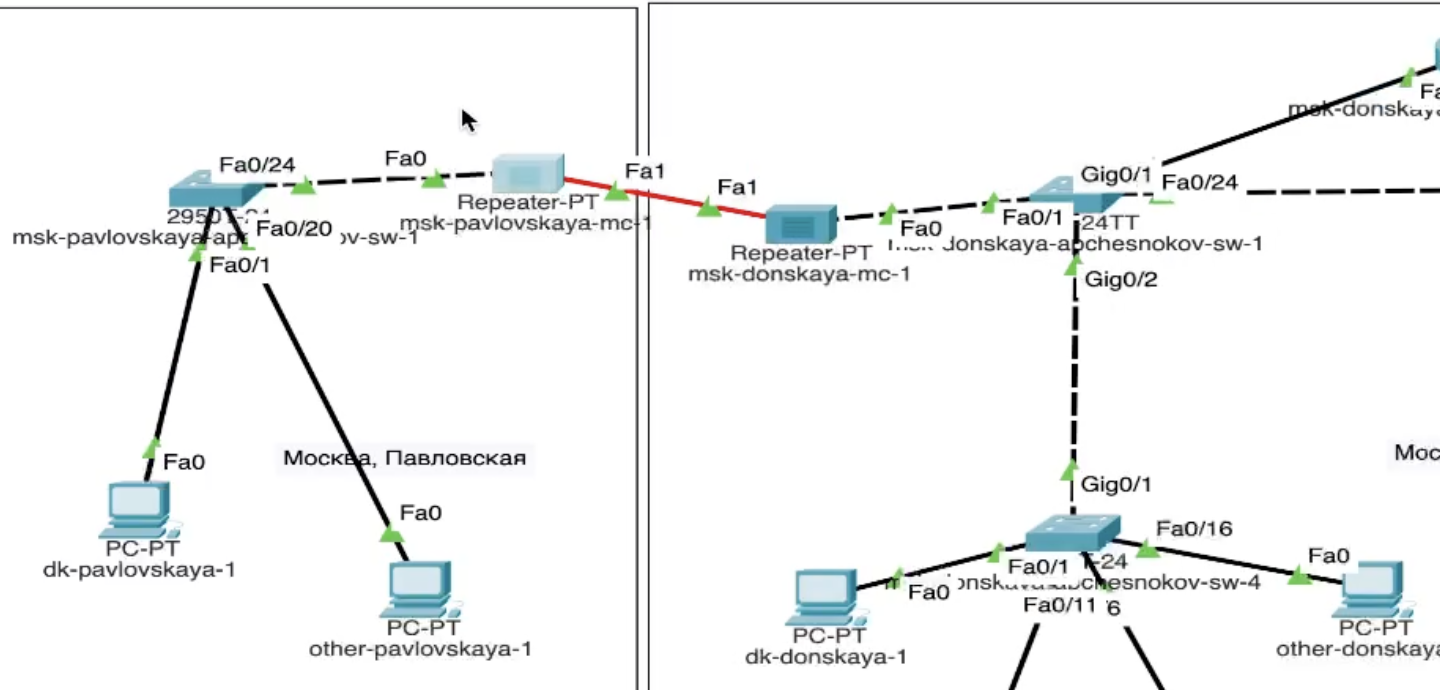 Fa0/24
Fa0
Repeater-PT
msk-pavlovskaya-mc-1
Fa0/20
Fa0/1
Fa1
Fa1
Repeater-PT
msk-donskaya-mc-1
Fa0
Fa0/1
Gig0/1
Fa0/24
24TT
Gig0/2
Fa0
PC-PT
dk-pavlovskaya-1
Москва, Павловская
Fa0
PC-PT
other-pavlovskaya-1
Gig0/1
Fa0/16
Fa0/1
Fa0/11
Fa0
PC-PT
dk-donskaya-1
Fa0
PC-PT